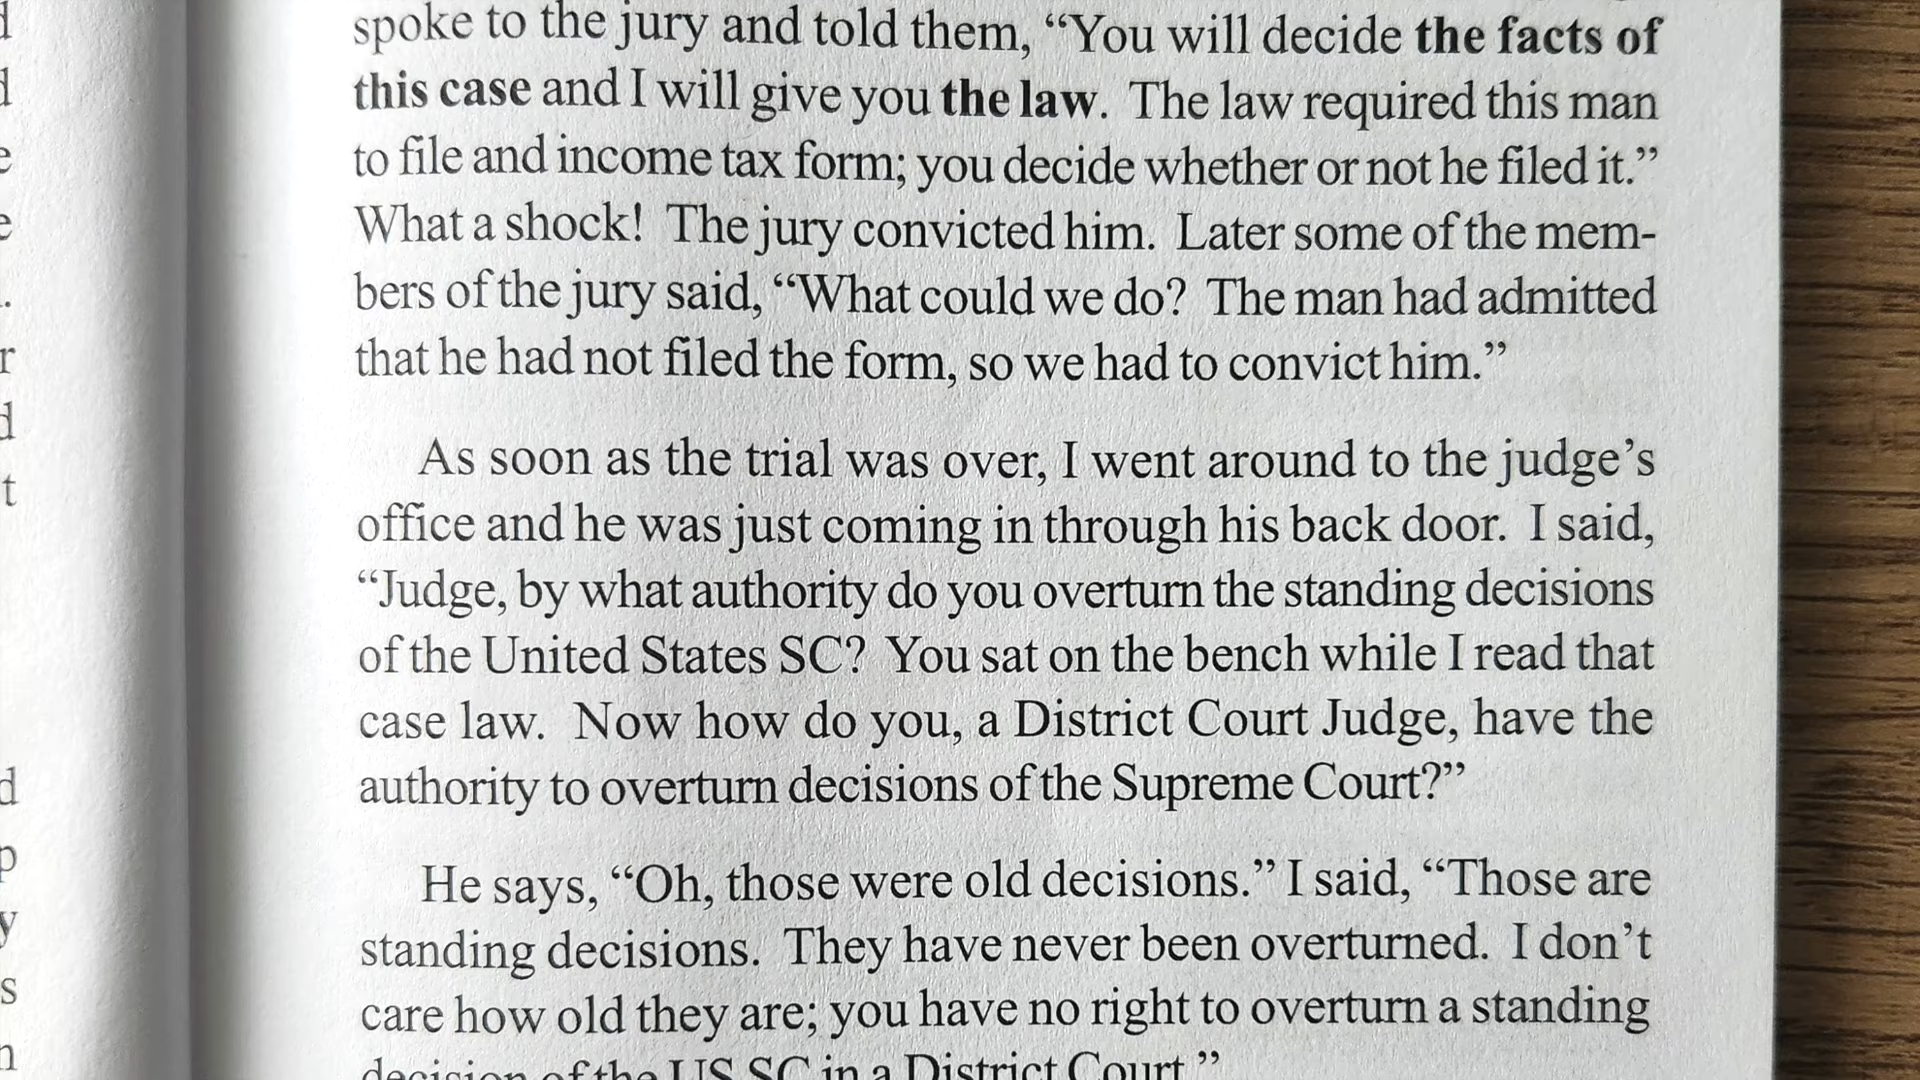 spoke to the jury and told them, “You will decide the facts of
this case and I will give you the law.  The law required this man
to file and income tax form; you decide whether or not he filed it.”
What a shock!  The jury convicted him.  Later some of the mem-
bers of the jury said, “What could we do?  The man had admitted
that he had not filed the form, so we had to convict him.”
As soon as the trial was over, I went around to the judge’s
office and he was just coming in through his back door.  I said,
“Judge, by what authority do you overturn the standing decisions
of the United States SC?  You sat on the bench while I read that
case law.  Now how do you, a District Court Judge, have the
authority to overturn decisions of the Supreme Court?”
He says, “Oh, those were old decisions.” I said, “Those are
standing decisions.  They have never been overturned.  I don’t
care how old they are; you have no right to overturn a standing
decision of the US SC in a District Court.”